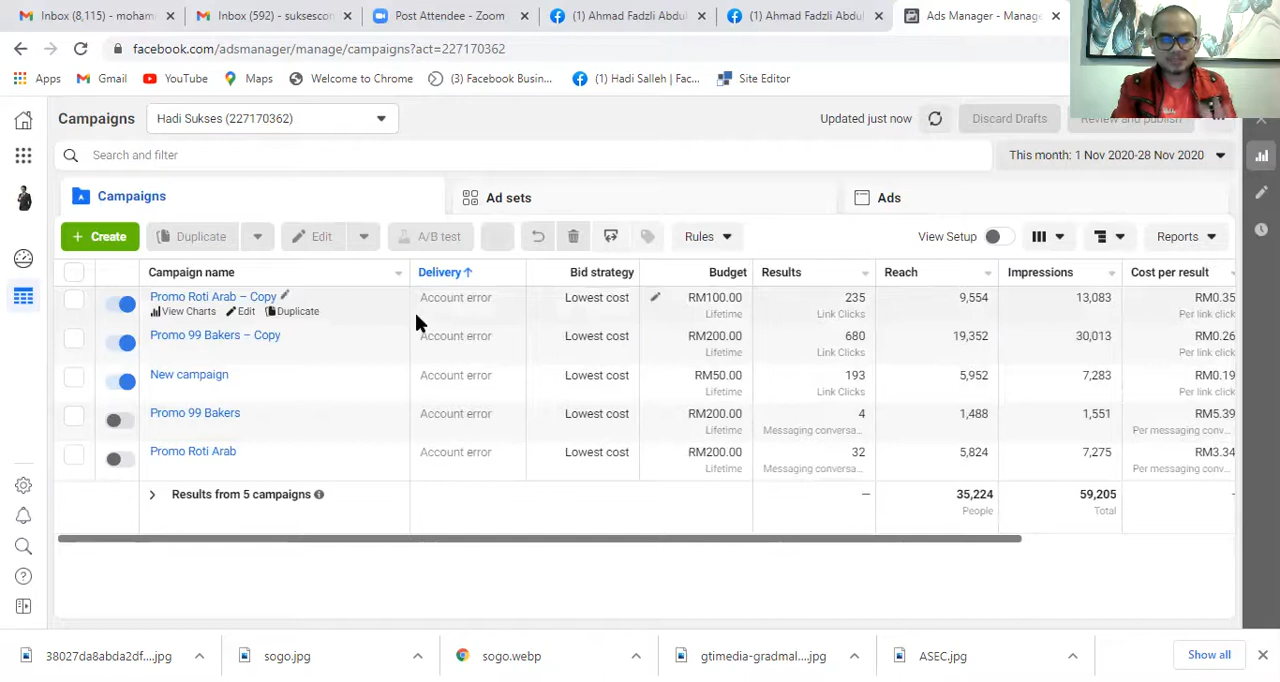 Inbox (8,115) - moham
Inbox (592) - suksescon
Post Attendee - Zoom
(1) Ahmad Fadzli Abdul
(1) Ahmad Fadzli Abdul
Ads Manager - Manage
facebook.com/adsmanager/manage/campaigns?act=227170362
Apps
Gmail
YouTube
Maps
Welcome to Chrome
(3) Facebook Busin...
(1) Hadi Salleh | Fac...
Site Editor
Campaigns
Hadi Sukses (227170362)
Updated just now
Discard Drafts
Review and publish
Search and filter
This month: 1 Nov 2020-28 Nov 2020
Campaigns
Ad sets
Ads
+ Create
Duplicate
Edit
A/B test
Rules
View Setup
Reports
Campaign name
Delivery
Bid strategy
Budget
Results
Reach
Impressions
Cost per result
Promo Roti Arab – Copy
Account error
Lowest cost
RM100.00
235
9,554
13,083
RM0.35
View Charts
Edit
Duplicate
Lifetime
Link Clicks
Per link click
Promo 99 Bakers – Copy
Account error
Lowest cost
RM200.00
680
19,352
30,013
RM0.26
Lifetime
Link Clicks
Per link click
New campaign
Account error
Lowest cost
RM50.00
193
5,952
7,283
RM0.19
Lifetime
Link Clicks
Per link click
Promo 99 Bakers
Account error
Lowest cost
RM200.00
4
1,488
1,551
RM5.39
Lifetime
Messaging conversa...
Per messaging conv...
Promo Roti Arab
Account error
Lowest cost
RM200.00
32
5,824
7,275
RM3.34
Lifetime
Messaging conversa...
Per messaging conv...
Results from 5 campaigns
—
35,224
59,205
People
Total
38027da8abda2df....jpg
sogo.jpg
sogo.webp
gtimedia-gradmal....jpg
ASEC.jpg
Show all